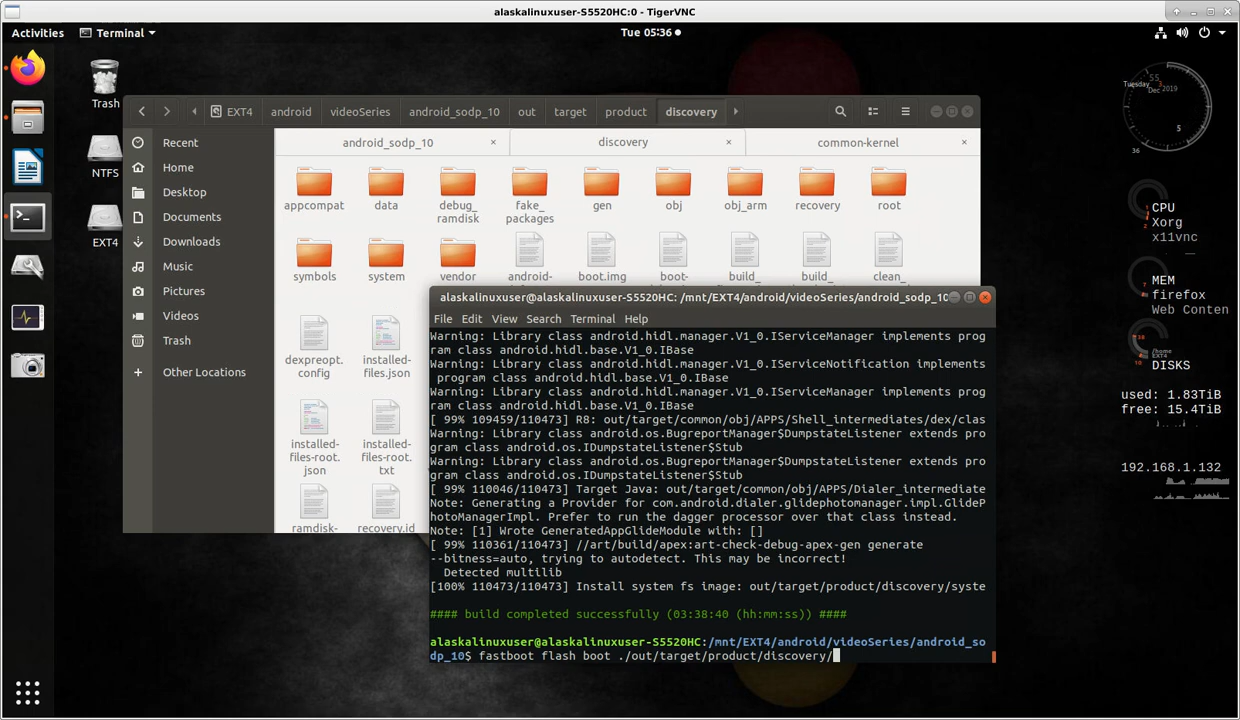 alaskalinuxuser-S5520HC:0 - TigerVNC
Activities
Terminal
Tue 05:36
Trash
NTFS
EXT4
EXT4
android
videoSeries
android_sodp_10
out
target
product
discovery
Recent
Home
Desktop
Documents
Downloads
Music
Pictures
Videos
Trash
Other Locations
android_sodp_10
discovery
common-kernel
appcompat
data
debug_
ramdisk
fake_
packages
gen
obj
obj_arm
recovery
root
symbols
system
vendor
android-
boot.img
boot-
build_
build_
clean_
dexpreopt.
config
installed-
files.json
installed-
files-root.
json
installed-
files-root.
txt
ramdisk-
recovery.id
alaskalinuxuser@alaskalinuxuser-S5520HC: /mnt/EXT4/android/videoSeries/android_sodp_10
File Edit View Search Terminal Help
Warning: Library class android.hidl.manager.V1_0.IServiceManager implements prog
ram class android.hidl.base.V1_0.IBase
Warning: Library class android.hidl.manager.V1_0.IServiceNotification implements
 program class android.hidl.base.V1_0.IBase
Warning: Library class android.hidl.manager.V1_0.IServiceManager implements prog
ram class android.hidl.base.V1_0.IBase
[ 99% 109459/110473] R8: out/target/common/obj/APPS/Shell_intermediates/dex/clas
Warning: Library class android.os.BugreportManager$DumpstateListener extends pro
gram class android.os.IDumpstateListener$Stub
Warning: Library class android.os.BugreportManager$DumpstateListener extends pro
gram class android.os.IDumpstateListener$Stub
[ 99% 110046/110473] Target Java: out/target/common/obj/APPS/Dialer_intermediate
Note: Generating a Provider for com.android.dialer.glidephotomanager.impl.GlideP
hotoManagerImpl. Prefer to run the dagger processor over that class instead.
Note: [1] Wrote GeneratedAppGlideModule with: []
[ 99% 110361/110473] //art/build/apex:art-check-debug-apex-gen generate
--bitness=auto, trying to autodetect. This may be incorrect!
  Detected multilib
[100% 110473/110473] Install system fs image: out/target/product/discovery/syste
#### build completed successfully (03:38:40 (hh:mm:ss)) ####
alaskalinuxuser@alaskalinuxuser-S5520HC:/mnt/EXT4/android/videoSeries/android_so
dp_10$ fastboot flash boot ./out/target/product/discovery/
Tuesday
55
3
Dec 2019
5
36
CPU
Xorg
x11vnc
MEM
firefox
Web Conten
/home
EXT4
DISKS
used: 1.83TiB
free: 15.4TiB
192.168.1.132